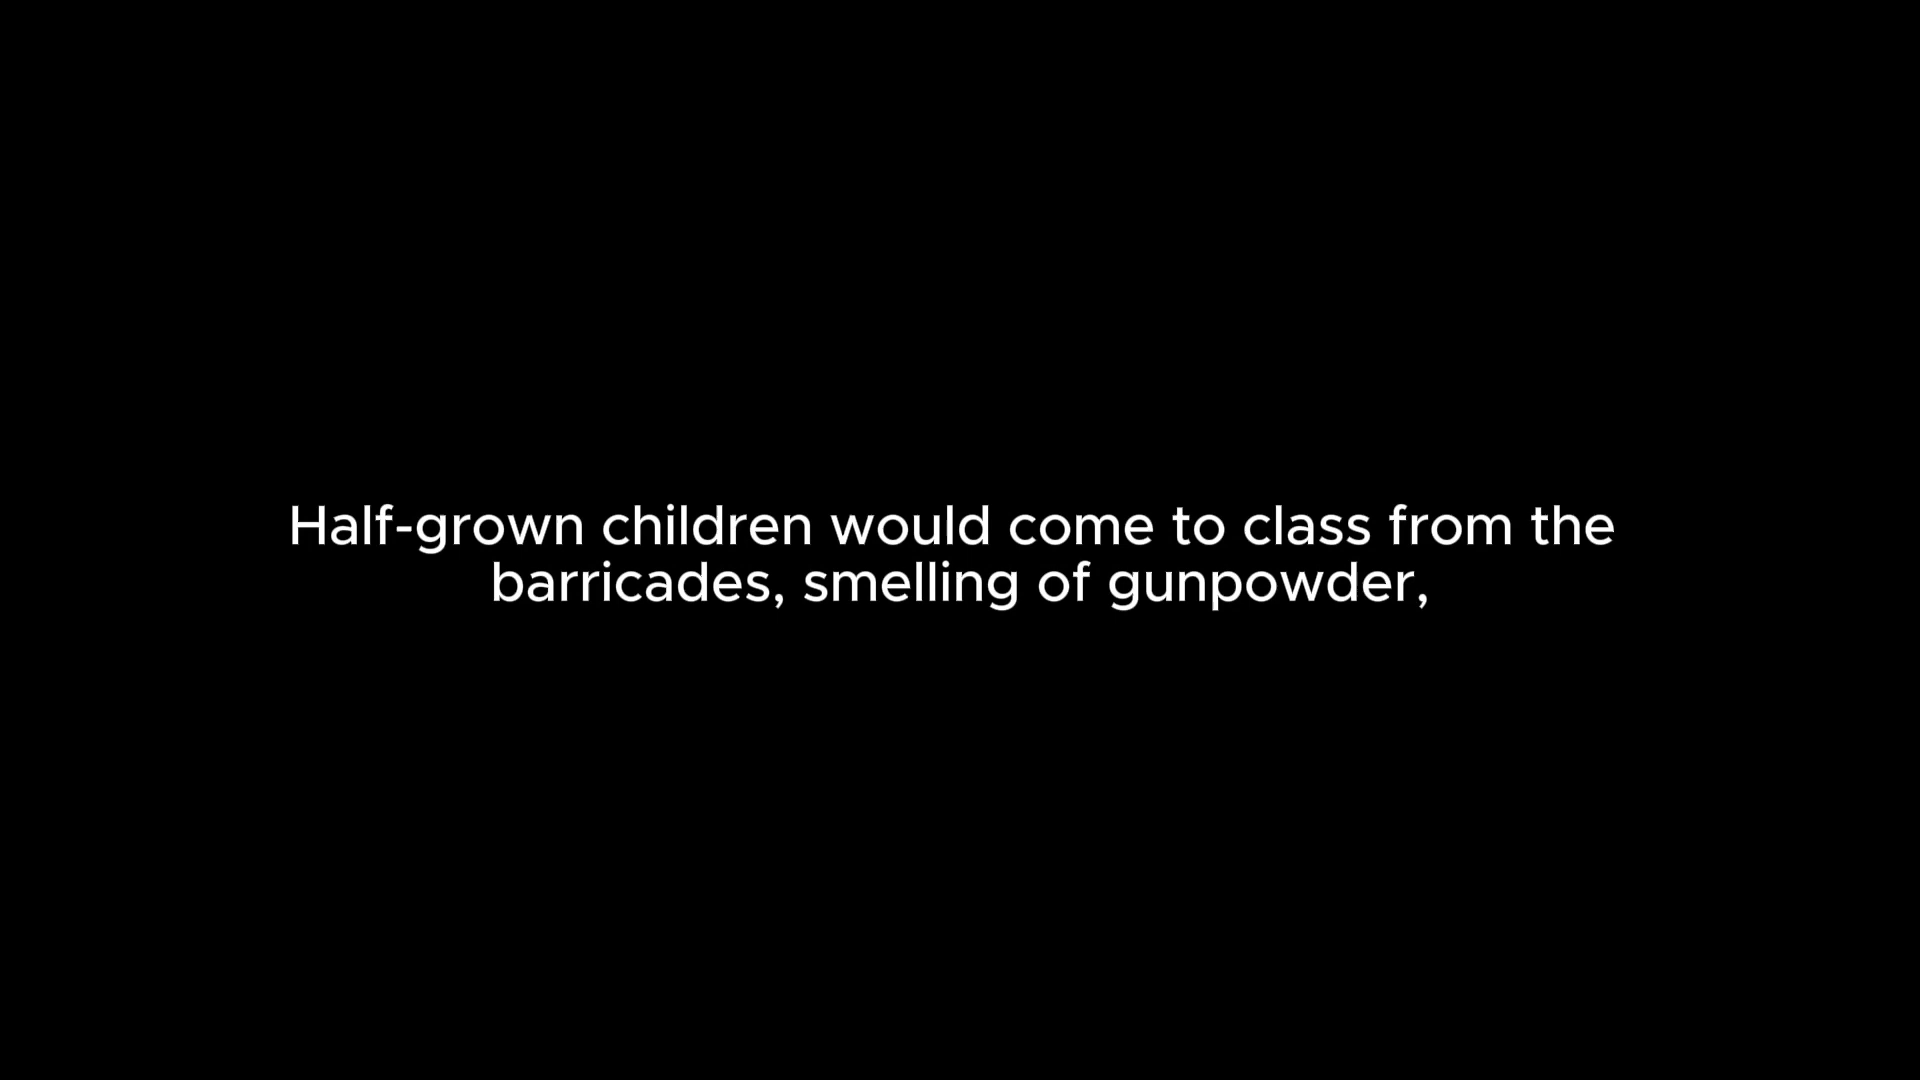 Half-grown children would come to class from the
barricades, smelling of gunpowder,